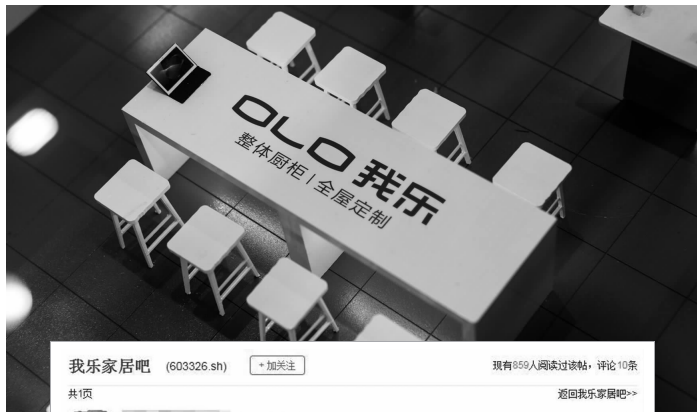 OLO 我乐
整体厨柜 | 全屋定制
我乐家居吧 (603326.sh) +加关注 现有859人阅读过该帖，评论10条
共1页 返回我乐家居吧>>